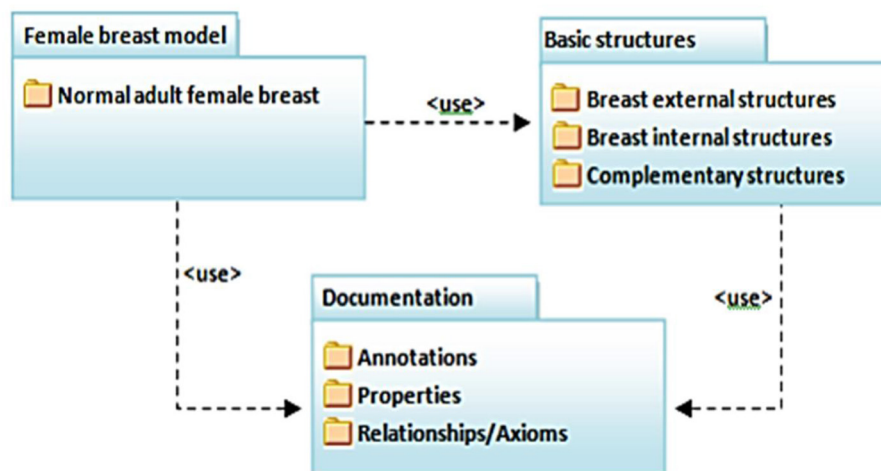 Female breast model
Normal adult female breast
<use>
Basic structures
Breast external structures
Breast internal structures
Complementary structures
<use>
<use>
Documentation
Annotations
Properties
Relationships/Axioms